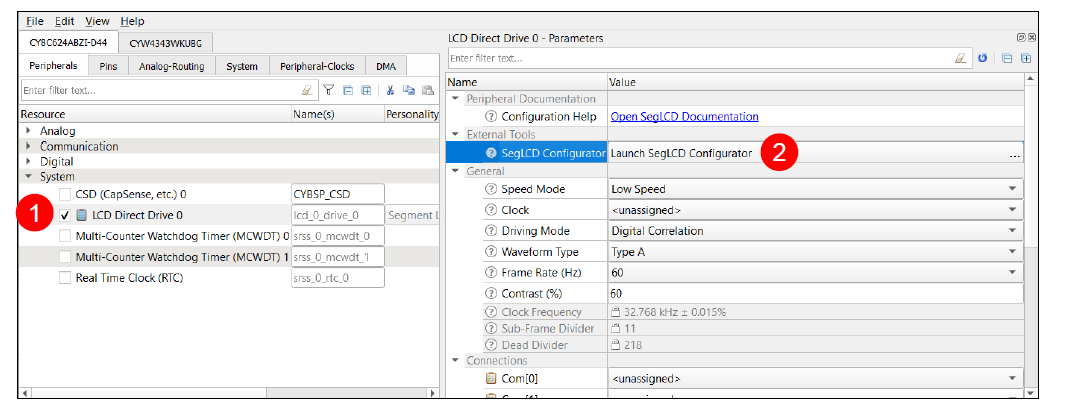 File Edit View Help
CY8C624ABZI-D44 CYW4343WKUBG
Peripherals Pins Analog-Routing System Peripheral-Clocks DMA
Enter filter text...
Resource Name(s) Personality
Analog
Communication
Digital
System
CSD (CapSense, etc.) 0 CYBSP_CSD
1 LCD Direct Drive 0 lcd_0_drive_0 Segment L
Multi-Counter Watchdog Timer (MCWDT) 0 srss_0_mcwdt_0
Multi-Counter Watchdog Timer (MCWDT) 1 srss_0_mcwdt_1
Real Time Clock (RTC) srss_0_rtc_0
LCD Direct Drive 0 - Parameters
Enter filter text...
Name Value
Peripheral Documentation
Configuration Help Open SegLCD Documentation
External Tools
SegLCD Configurator Launch SegLCD Configurator 2 ...
General
Speed Mode Low Speed
Clock <unassigned>
Driving Mode Digital Correlation
Waveform Type Type A
Frame Rate (Hz) 60
Contrast (%) 60
Clock Frequency 32.768 kHz ± 0.015%
Sub-Frame Divider 11
Dead Divider 218
Connections
Com[0] <unassigned>